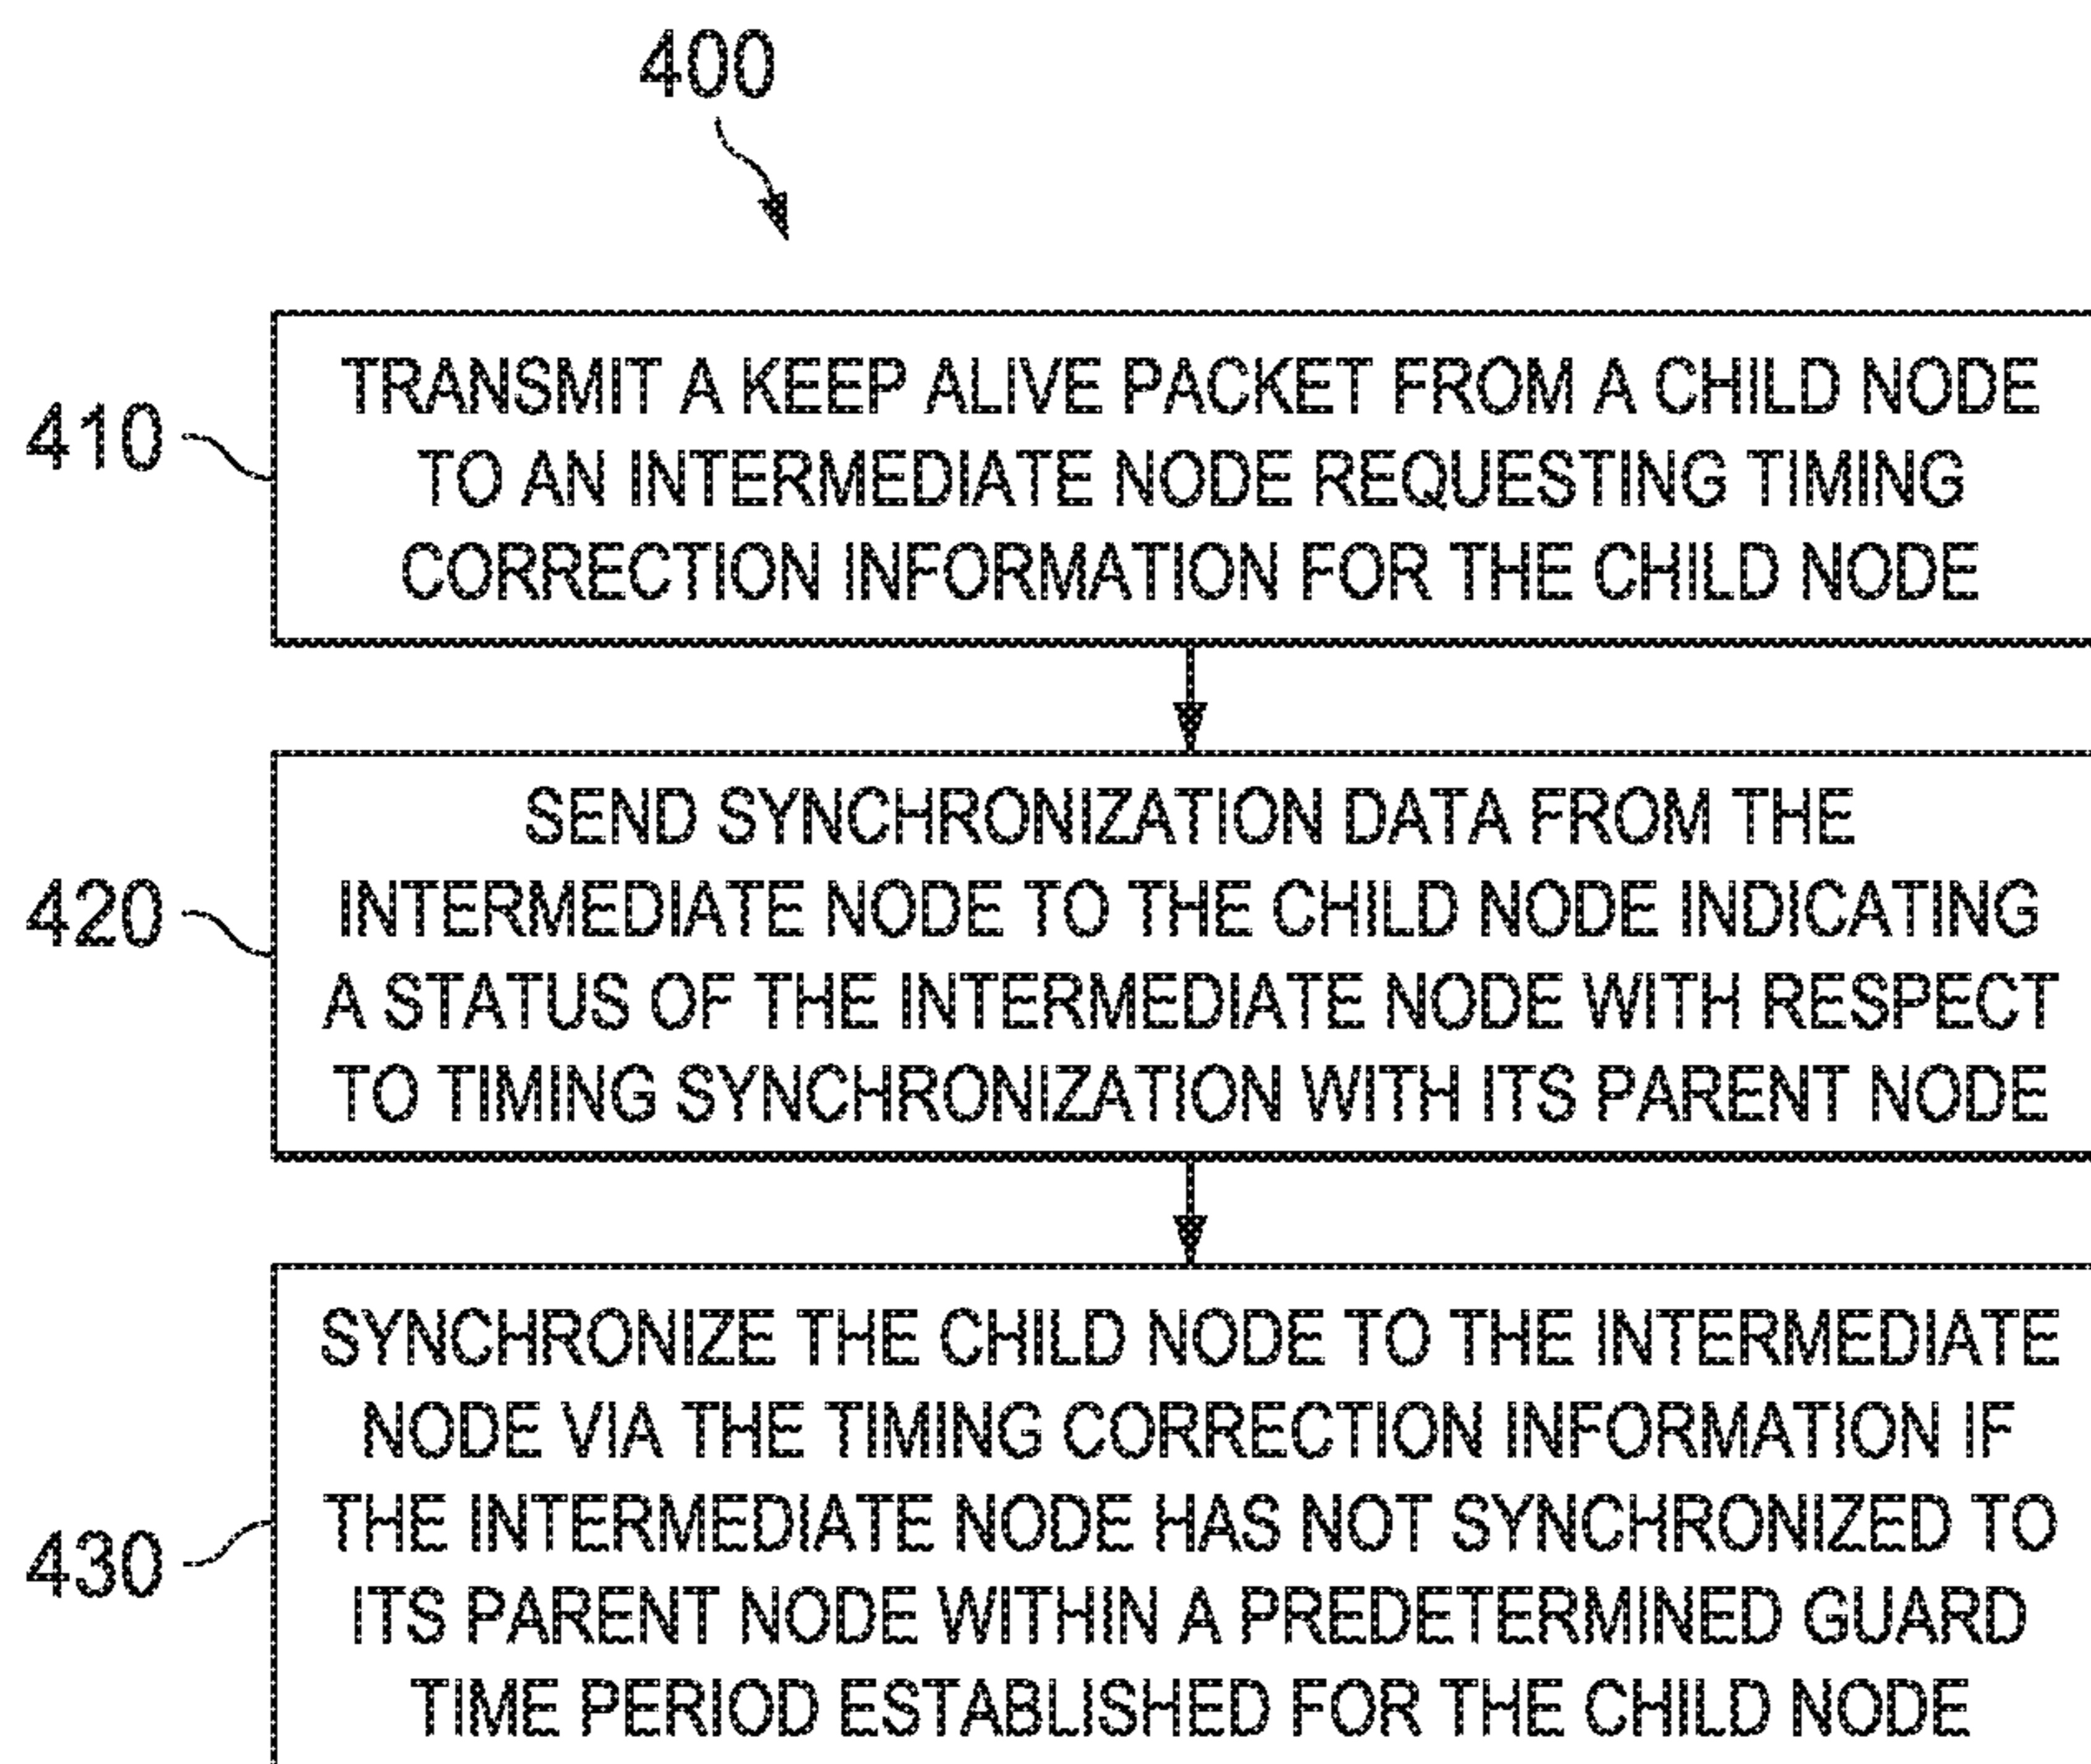 400
410
TRANSMIT A KEEP ALIVE PACKET FROM A CHILD NODE
TO AN INTERMEDIATE NODE REQUESTING TIMING
CORRECTION INFORMATION FOR THE CHILD NODE
420
SEND SYNCHRONIZATION DATA FROM THE
INTERMEDIATE NODE TO THE CHILD NODE INDICATING
A STATUS OF THE INTERMEDIATE NODE WITH RESPECT
TO TIMING SYNCHRONIZATION WITH ITS PARENT NODE
430
SYNCHRONIZE THE CHILD NODE TO THE INTERMEDIATE
NODE VIA THE TIMING CORRECTION INFORMATION IF
THE INTERMEDIATE NODE HAS NOT SYNCHRONIZED TO
ITS PARENT NODE WITHIN A PREDETERMINED GUARD
TIME PERIOD ESTABLISHED FOR THE CHILD NODE